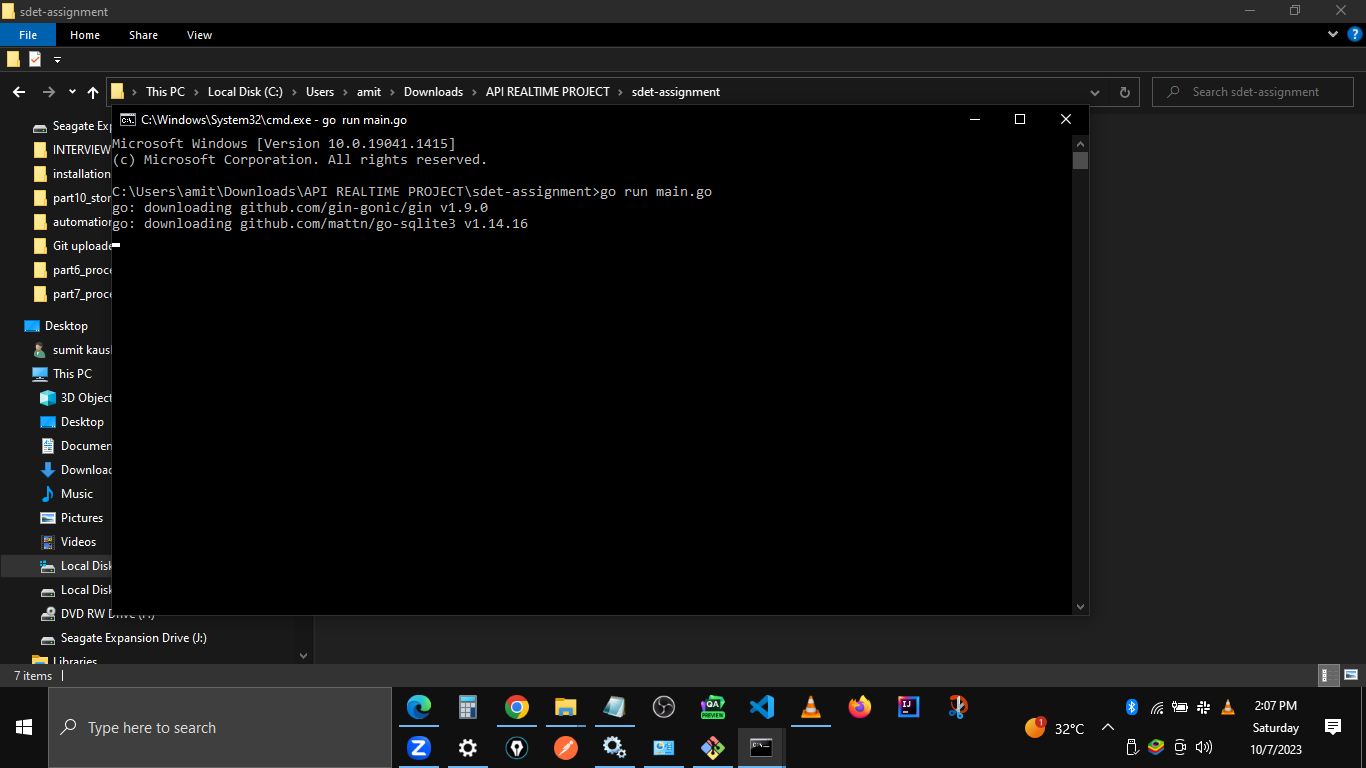 sdet-assignment
File Home Share View
This PC Local Disk (C:) Users amit Downloads API REALTIME PROJECT sdet-assignment
Search sdet-assignment
C:\Windows\System32\cmd.exe - go  run main.go
Microsoft Windows [Version 10.0.19041.1415]
(c) Microsoft Corporation. All rights reserved.
C:\Users\amit\Downloads\API REALTIME PROJECT\sdet-assignment>go run main.go
go: downloading github.com/gin-gonic/gin v1.9.0
go: downloading github.com/mattn/go-sqlite3 v1.14.16
Seagate Exp
INTERVIEW
installation
part10_stor
automation
Git uploade
part6_proce
part7_proce
Desktop
sumit kaush
This PC
3D Object
Desktop
Documen
Download
Music
Pictures
Videos
Local Disk
Local Disk
DVD RW Drive (F:)
Seagate Expansion Drive (J:)
Libraries
7 items
Type here to search
QA
PREVIEW
IJ
Z
1
32°C
2:07 PM
Saturday
10/7/2023